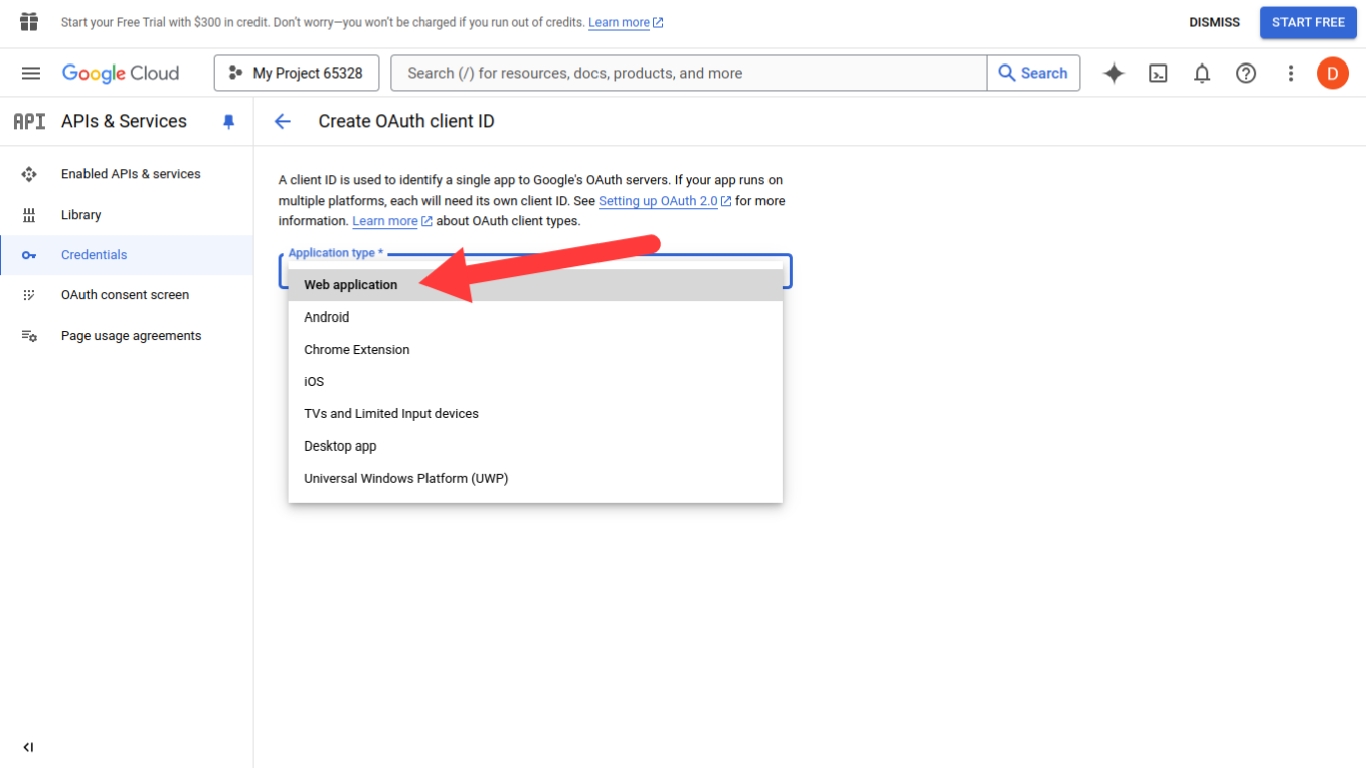 Start your Free Trial with $300 in credit. Don't worry—you won't be charged if you run out of credits. Learn more
DISMISS
START FREE
Google Cloud
My Project 65328
Search (/) for resources, docs, products, and more
Search
D
API
APIs & Services
Create OAuth client ID
Enabled APIs & services
Library
Credentials
OAuth consent screen
Page usage agreements
A client ID is used to identify a single app to Google's OAuth servers. If your app runs on
multiple platforms, each will need its own client ID. See Setting up OAuth 2.0 for more
information. Learn more about OAuth client types.
Application type *
Web application
Android
Chrome Extension
iOS
TVs and Limited Input devices
Desktop app
Universal Windows Platform (UWP)